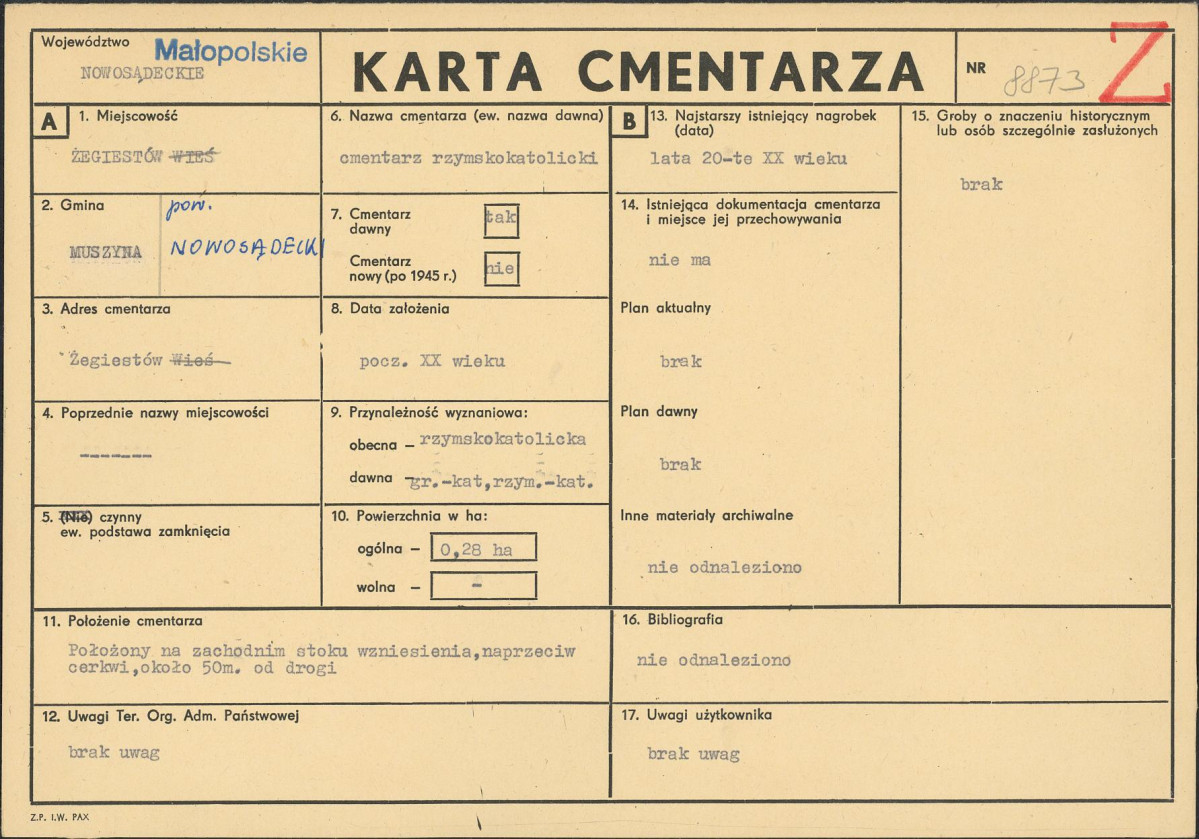 Województwo Małopolskie
NOWOSĄDECKIE
KARTA CMENTARZA
NR 8873
Z
A
1. Miejscowość
ŻEGIESTÓW WIEŚ
2. Gmina
MUSZYNA
pow.
NOWOSĄDECKI
3. Adres cmentarza
Żegiestów Wieś
4. Poprzednie nazwy miejscowości
-------
5. (Nie) czynny
ew. podstawa zamknięcia
6. Nazwa cmentarza (ew. nazwa dawna)
cmentarz rzymskokatolicki
7. Cmentarz
dawny
tak
Cmentarz
nowy (po 1945 r.)
nie
8. Data założenia
pocz. XX wieku
9. Przynależność wyznaniowa:
obecna – rzymskokatolicka
dawna – gr.-kat,rzym.-kat.
10. Powierzchnia w ha:
ogólna – 0,28 ha
wolna – -
11. Położenie cmentarza
Położony na zachodnim stoku wzniesienia,naprzeciw
cerkwi,około 50m. od drogi
12. Uwagi Ter. Org. Adm. Państwowej
brak uwag
B
13. Najstarszy istniejący nagrobek
(data)
lata 20-te XX wieku
14. Istniejąca dokumentacja cmentarza
i miejsce jej przechowywania
nie ma
Plan aktualny
brak
Plan dawny
brak
Inne materiały archiwalne
nie odnaleziono
15. Groby o znaczeniu historycznym
lub osób szczególnie zasłużonych
brak
16. Bibliografia
nie odnaleziono
17. Uwagi użytkownika
brak uwag
Z.P. I.W. PAX